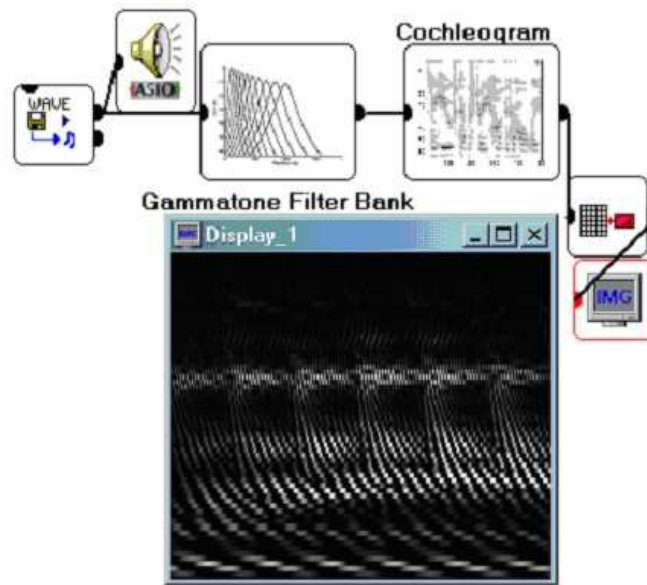 Cochleogram
WAVE
ASIO
Gammatone Filter Bank
Display_1
IMG